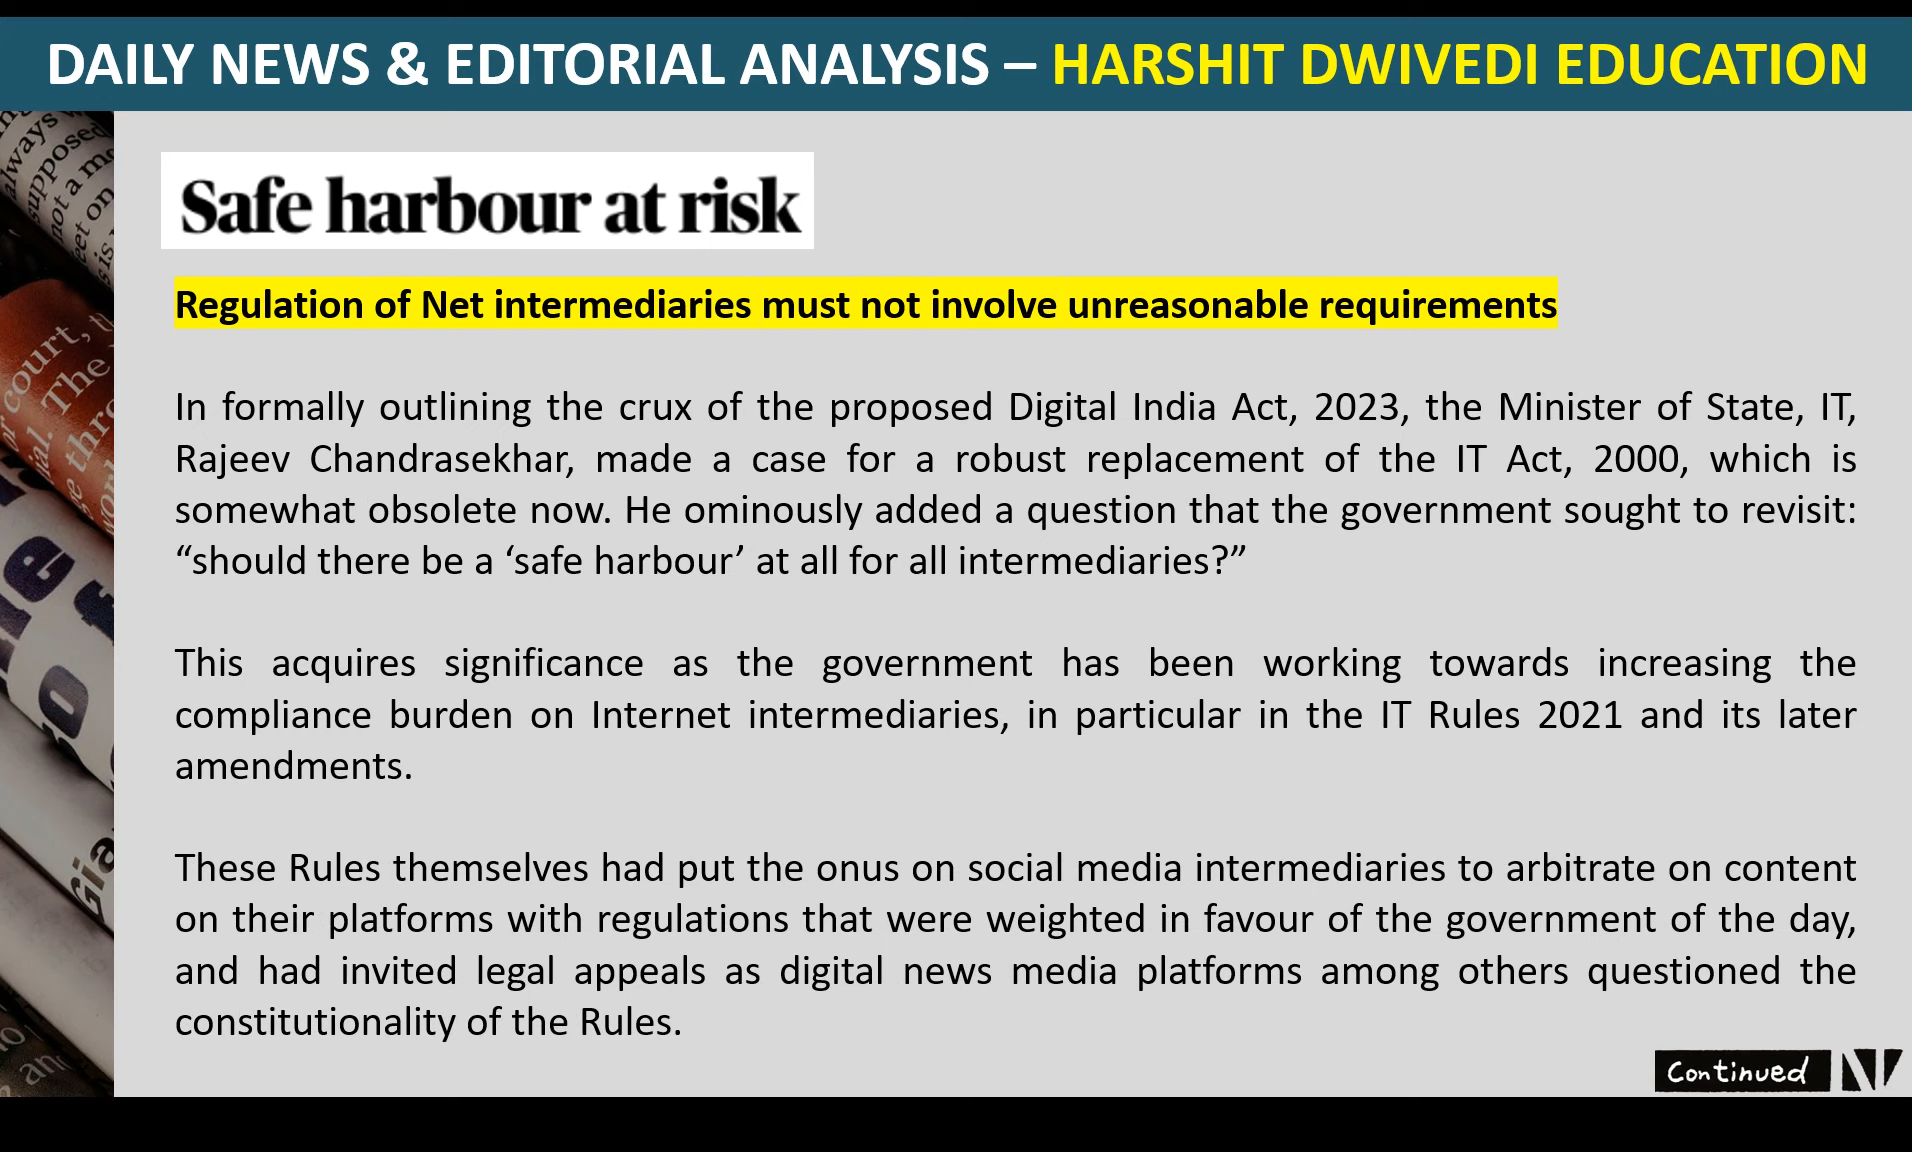 DAILY NEWS & EDITORIAL ANALYSIS – HARSHIT DWIVEDI EDUCATION
Safe harbour at risk
Regulation of Net intermediaries must not involve unreasonable requirements
In formally outlining the crux of the proposed Digital India Act, 2023, the Minister of State, IT,
Rajeev Chandrasekhar, made a case for a robust replacement of the IT Act, 2000, which is
somewhat obsolete now. He ominously added a question that the government sought to revisit:
“should there be a ‘safe harbour’ at all for all intermediaries?”
This acquires significance as the government has been working towards increasing the
compliance burden on Internet intermediaries, in particular in the IT Rules 2021 and its later
amendments.
These Rules themselves had put the onus on social media intermediaries to arbitrate on content
on their platforms with regulations that were weighted in favour of the government of the day,
and had invited legal appeals as digital news media platforms among others questioned the
constitutionality of the Rules.
Continued
always
supposed
not a
eet on
is
court,
The